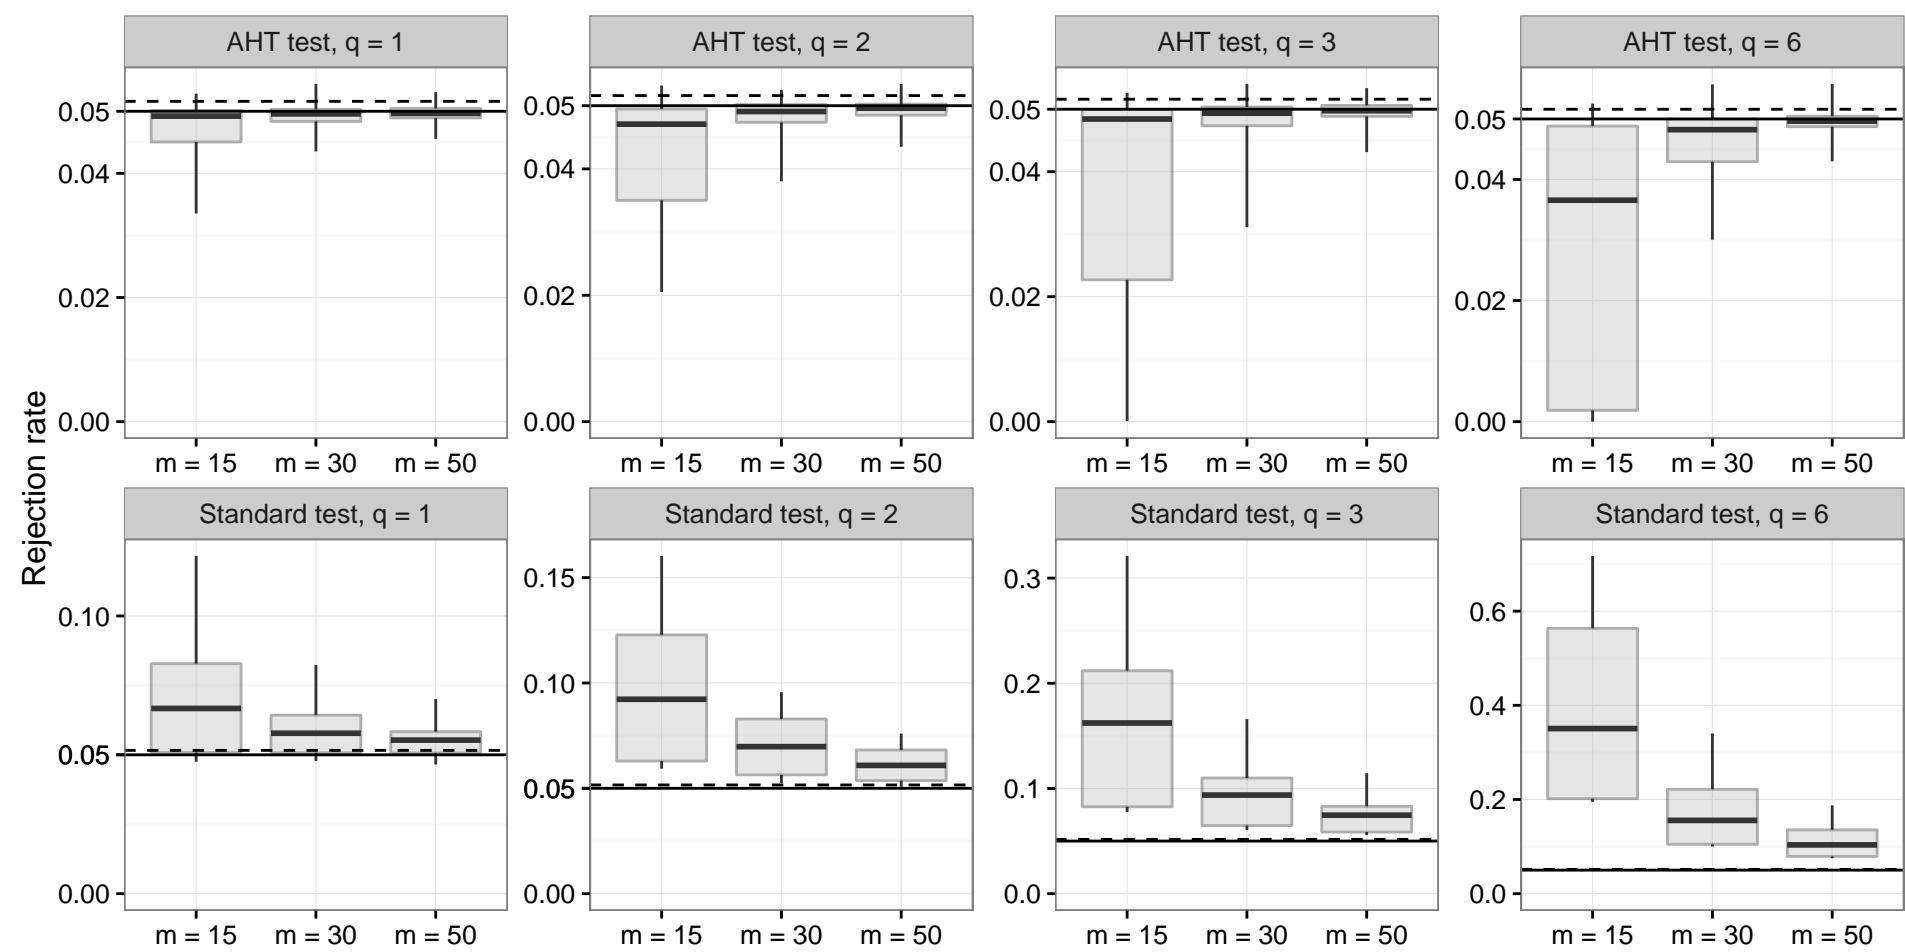 AHT test, q = 1
AHT test, q = 2
AHT test, q = 3
AHT test, q = 6
0.05
0.04
0.02
0.00
0.05
0.04
0.02
0.00
0.05
0.04
0.02
0.00
0.05
0.04
0.02
0.00
m = 15 m = 30 m = 50
m = 15 m = 30 m = 50
m = 15 m = 30 m = 50
m = 15 m = 30 m = 50
Rejection rate
Standard test, q = 1
Standard test, q = 2
Standard test, q = 3
Standard test, q = 6
0.10
0.05
0.00
0.15
0.10
0.05
0.00
0.3
0.2
0.1
0.0
0.6
0.4
0.2
0.0
m = 15 m = 30 m = 50
m = 15 m = 30 m = 50
m = 15 m = 30 m = 50
m = 15 m = 30 m = 50